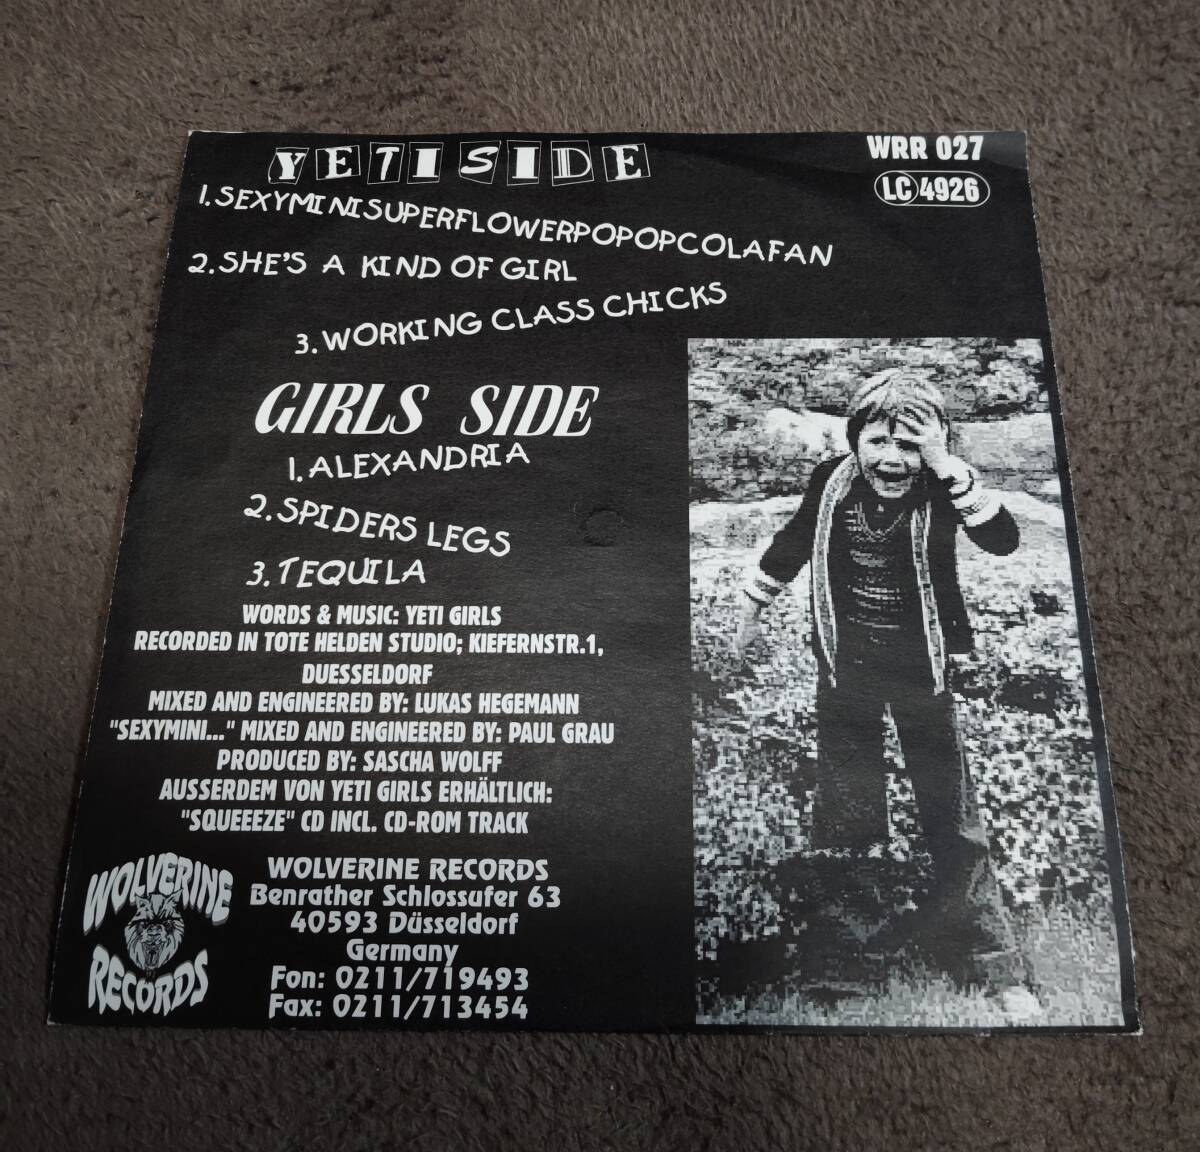 YETI SIDE
WRR 027
LC 4926
1. SEXYMINISUPERFLOWERPOPOPCOLAFAN
2. SHE'S A KIND OF GIRL
3. WORKING CLASS CHICKS
GIRLS SIDE
1. ALEXANDRIA
2. SPIDERS LEGS
3. TEQUILA
WORDS & MUSIC: YETI GIRLS
RECORDED IN TOTE HELDEN STUDIO; KIEFERNSTR.1,
DUESSELDORF
MIXED AND ENGINEERED BY: LUKAS HEGEMANN
"SEXYMINI..." MIXED AND ENGINEERED BY: PAUL GRAU
PRODUCED BY: SASCHA WOLFF
AUSSERDEM VON YETI GIRLS ERHÄLTLICH:
"SQUEEEZE" CD INCL. CD-ROM TRACK
WOLVERINE
RECORDS
WOLVERINE RECORDS
Benrather Schlossufer 63
40593 Düsseldorf
Germany
Fon: 0211/719493
Fax: 0211/713454